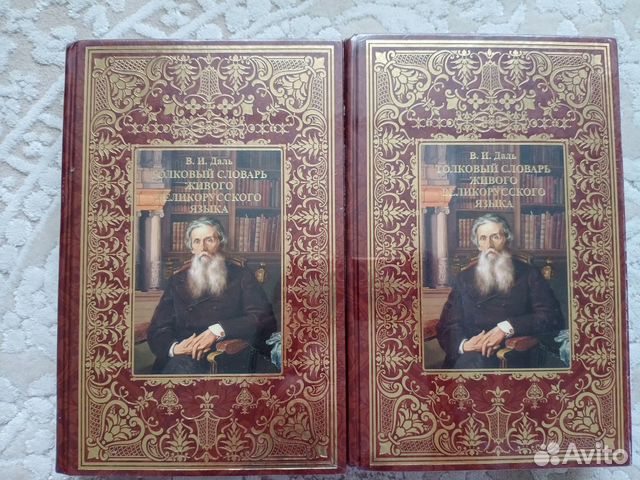 В. И. Даль
ТОЛКОВЫЙ СЛОВАРЬ
ЖИВОГО
ВЕЛИКОРУССКОГО
ЯЗЫКА
В. И. Даль
ТОЛКОВЫЙ СЛОВАРЬ
ЖИВОГО
ВЕЛИКОРУССКОГО
ЯЗЫКА
Avito